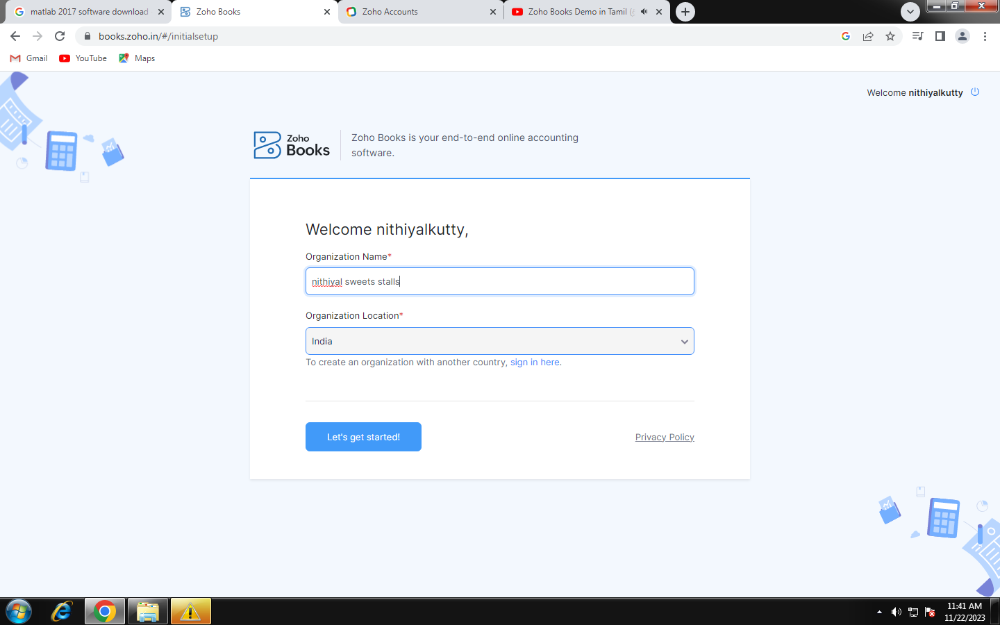 matlab 2017 software download
Zoho Books
Zoho Accounts
Zoho Books Demo in Tamil
books.zoho.in/#/initialsetup
Gmail
YouTube
Maps
Welcome nithiyalkutty
Zoho
Books
Zoho Books is your end-to-end online accounting
software.
Welcome nithiyalkutty,
Organization Name*
nithiyal sweets stalls
Organization Location*
India
To create an organization with another country, sign in here.
Let's get started!
Privacy Policy
11:41 AM
11/22/2023